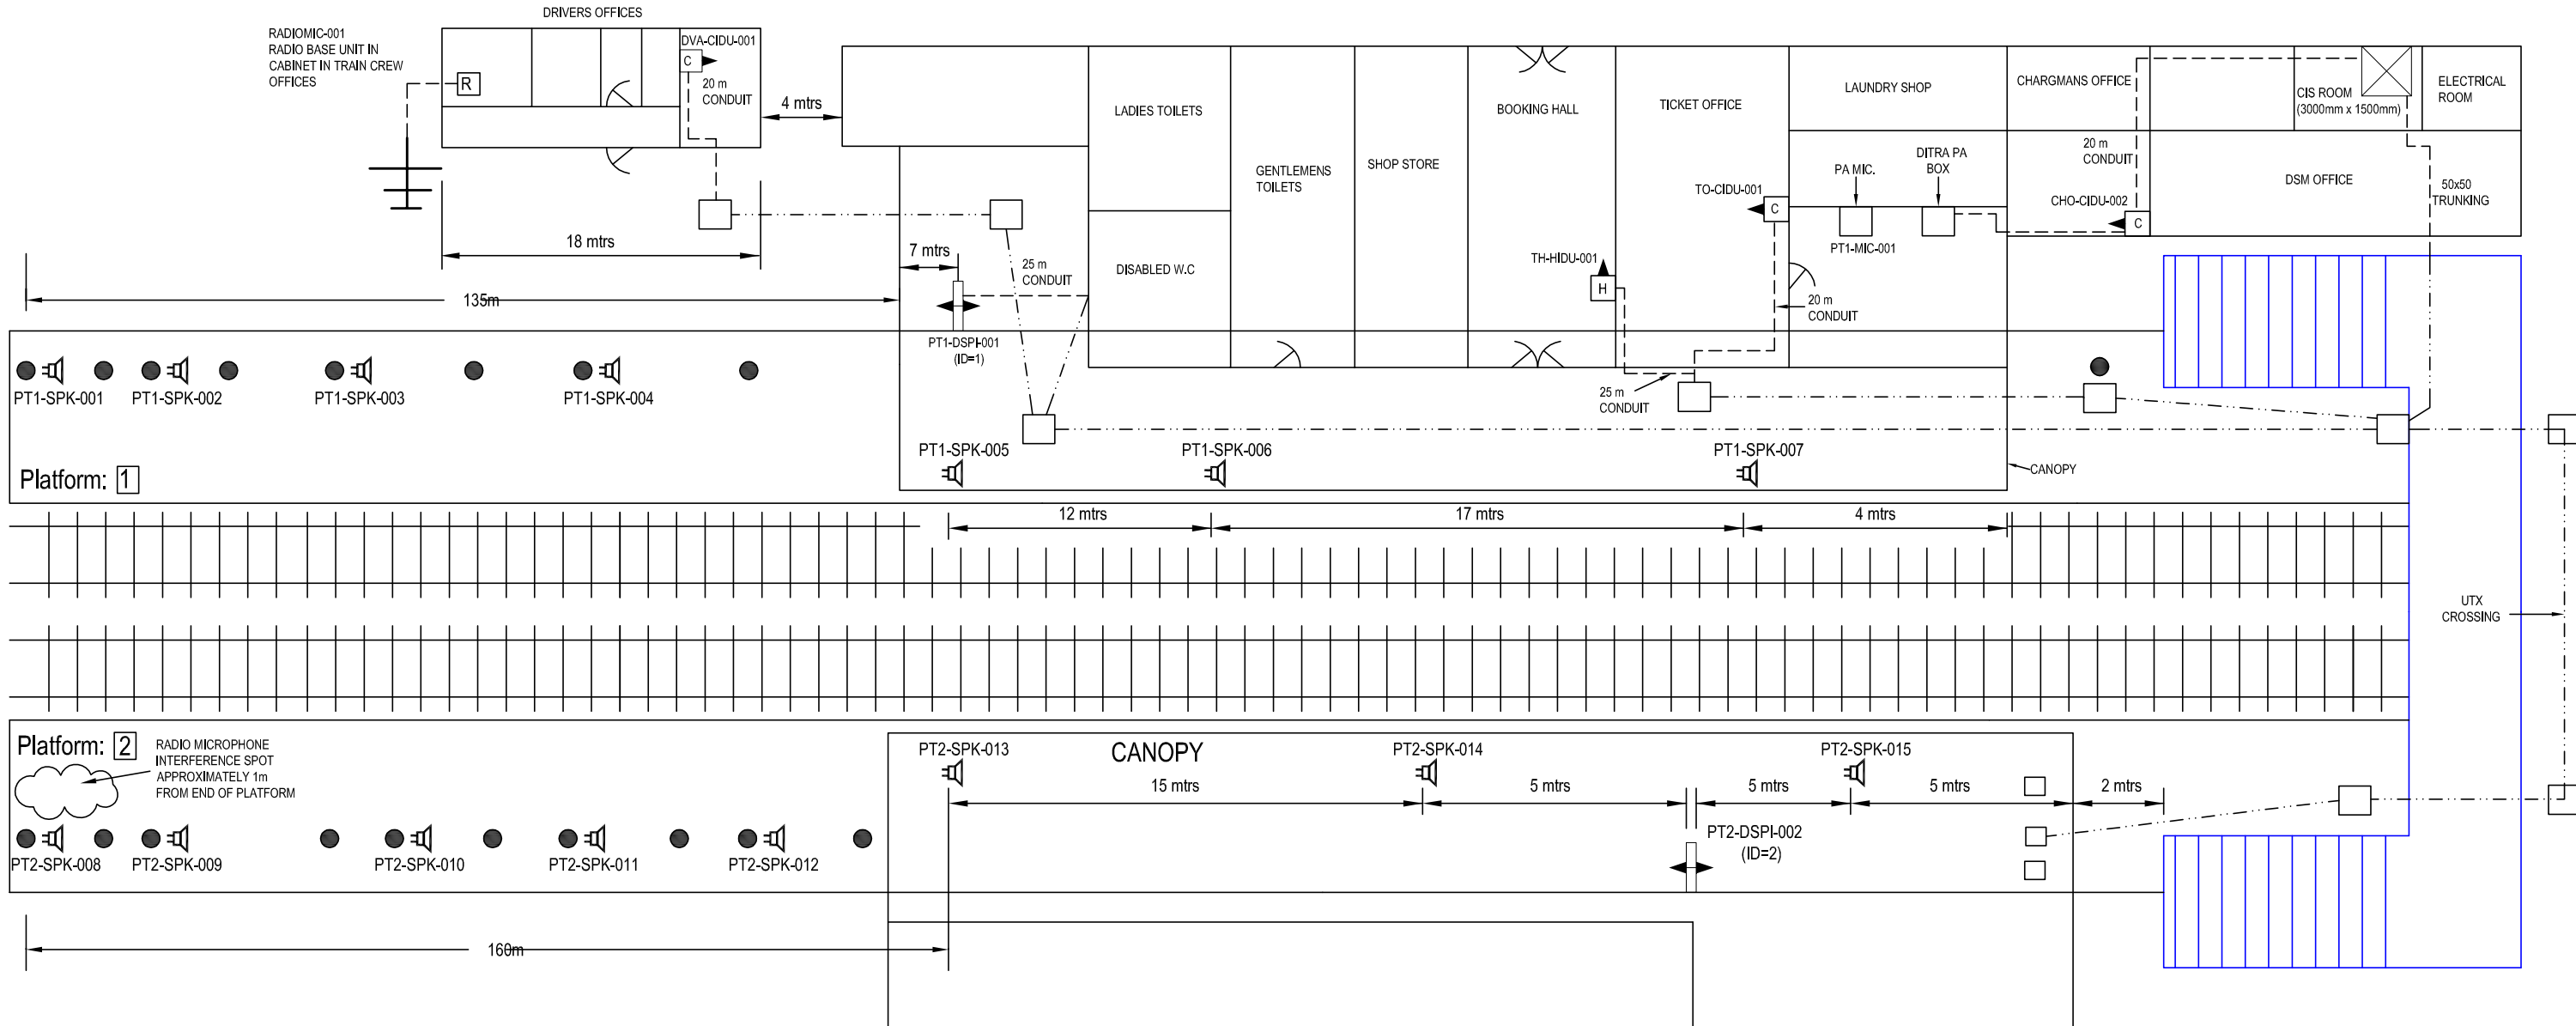 DRIVERS OFFICES
RADIOMIC-001
RADIO BASE UNIT IN
CABINET IN TRAIN CREW
OFFICES
R
DVA-CIDU-001
C
20 m
CONDUIT
4 mtrs
18 mtrs
135m
7 mtrs
25 m
CONDUIT
PT1-DSPI-001
(ID=1)
LADIES TOILETS
DISABLED W.C
GENTLEMENS
TOILETS
SHOP STORE
BOOKING HALL
TH-HIDU-001
H
TICKET OFFICE
TO-CIDU-001
C
20 m
CONDUIT
25 m
CONDUIT
LAUNDRY SHOP
PA MIC.
PT1-MIC-001
DITRA PA
BOX
CHARGMANS OFFICE
20 m
CONDUIT
CHO-CIDU-002
C
CIS ROOM
(3000mm x 1500mm)
ELECTRICAL
ROOM
DSM OFFICE
50x50
TRUNKING
PT1-SPK-001
PT1-SPK-002
PT1-SPK-003
PT1-SPK-004
PT1-SPK-005
PT1-SPK-006
PT1-SPK-007
CANOPY
Platform: 1
12 mtrs
17 mtrs
4 mtrs
UTX
CROSSING
Platform: 2
RADIO MICROPHONE
INTERFERENCE SPOT
APPROXIMATELY 1m
FROM END OF PLATFORM
PT2-SPK-013
CANOPY
PT2-SPK-014
PT2-SPK-015
15 mtrs
5 mtrs
5 mtrs
5 mtrs
2 mtrs
PT2-DSPI-002
(ID=2)
PT2-SPK-008
PT2-SPK-009
PT2-SPK-010
PT2-SPK-011
PT2-SPK-012
160m